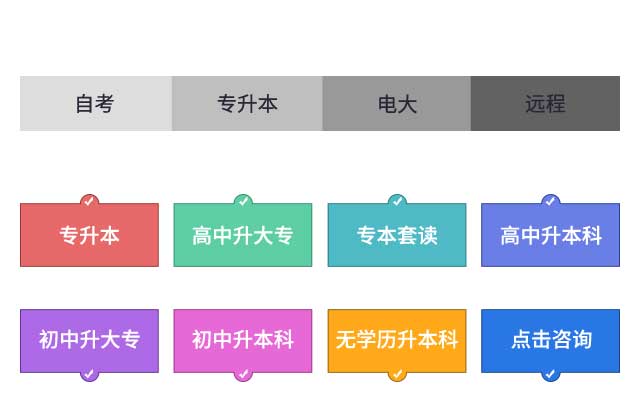 自考 专升本 电大 远程
专升本 高中升大专 专本套读 高中升本科
初中升大专 初中升本科 无学历升本科 点击咨询